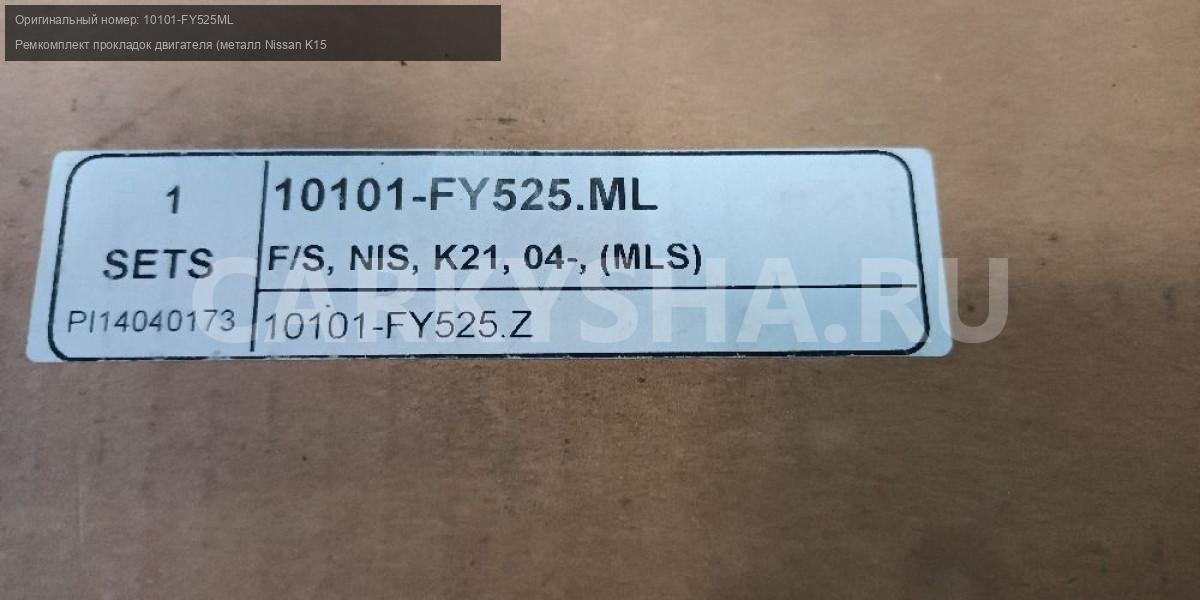 Оригинальный номер: 10101-FY525ML
Ремкомплект прокладок двигателя (металл Nissan K15
1
SETS
PI14040173
10101-FY525.ML
F/S, NIS, K21, 04-, (MLS)
10101-FY525.Z
CARKYSHA.RU